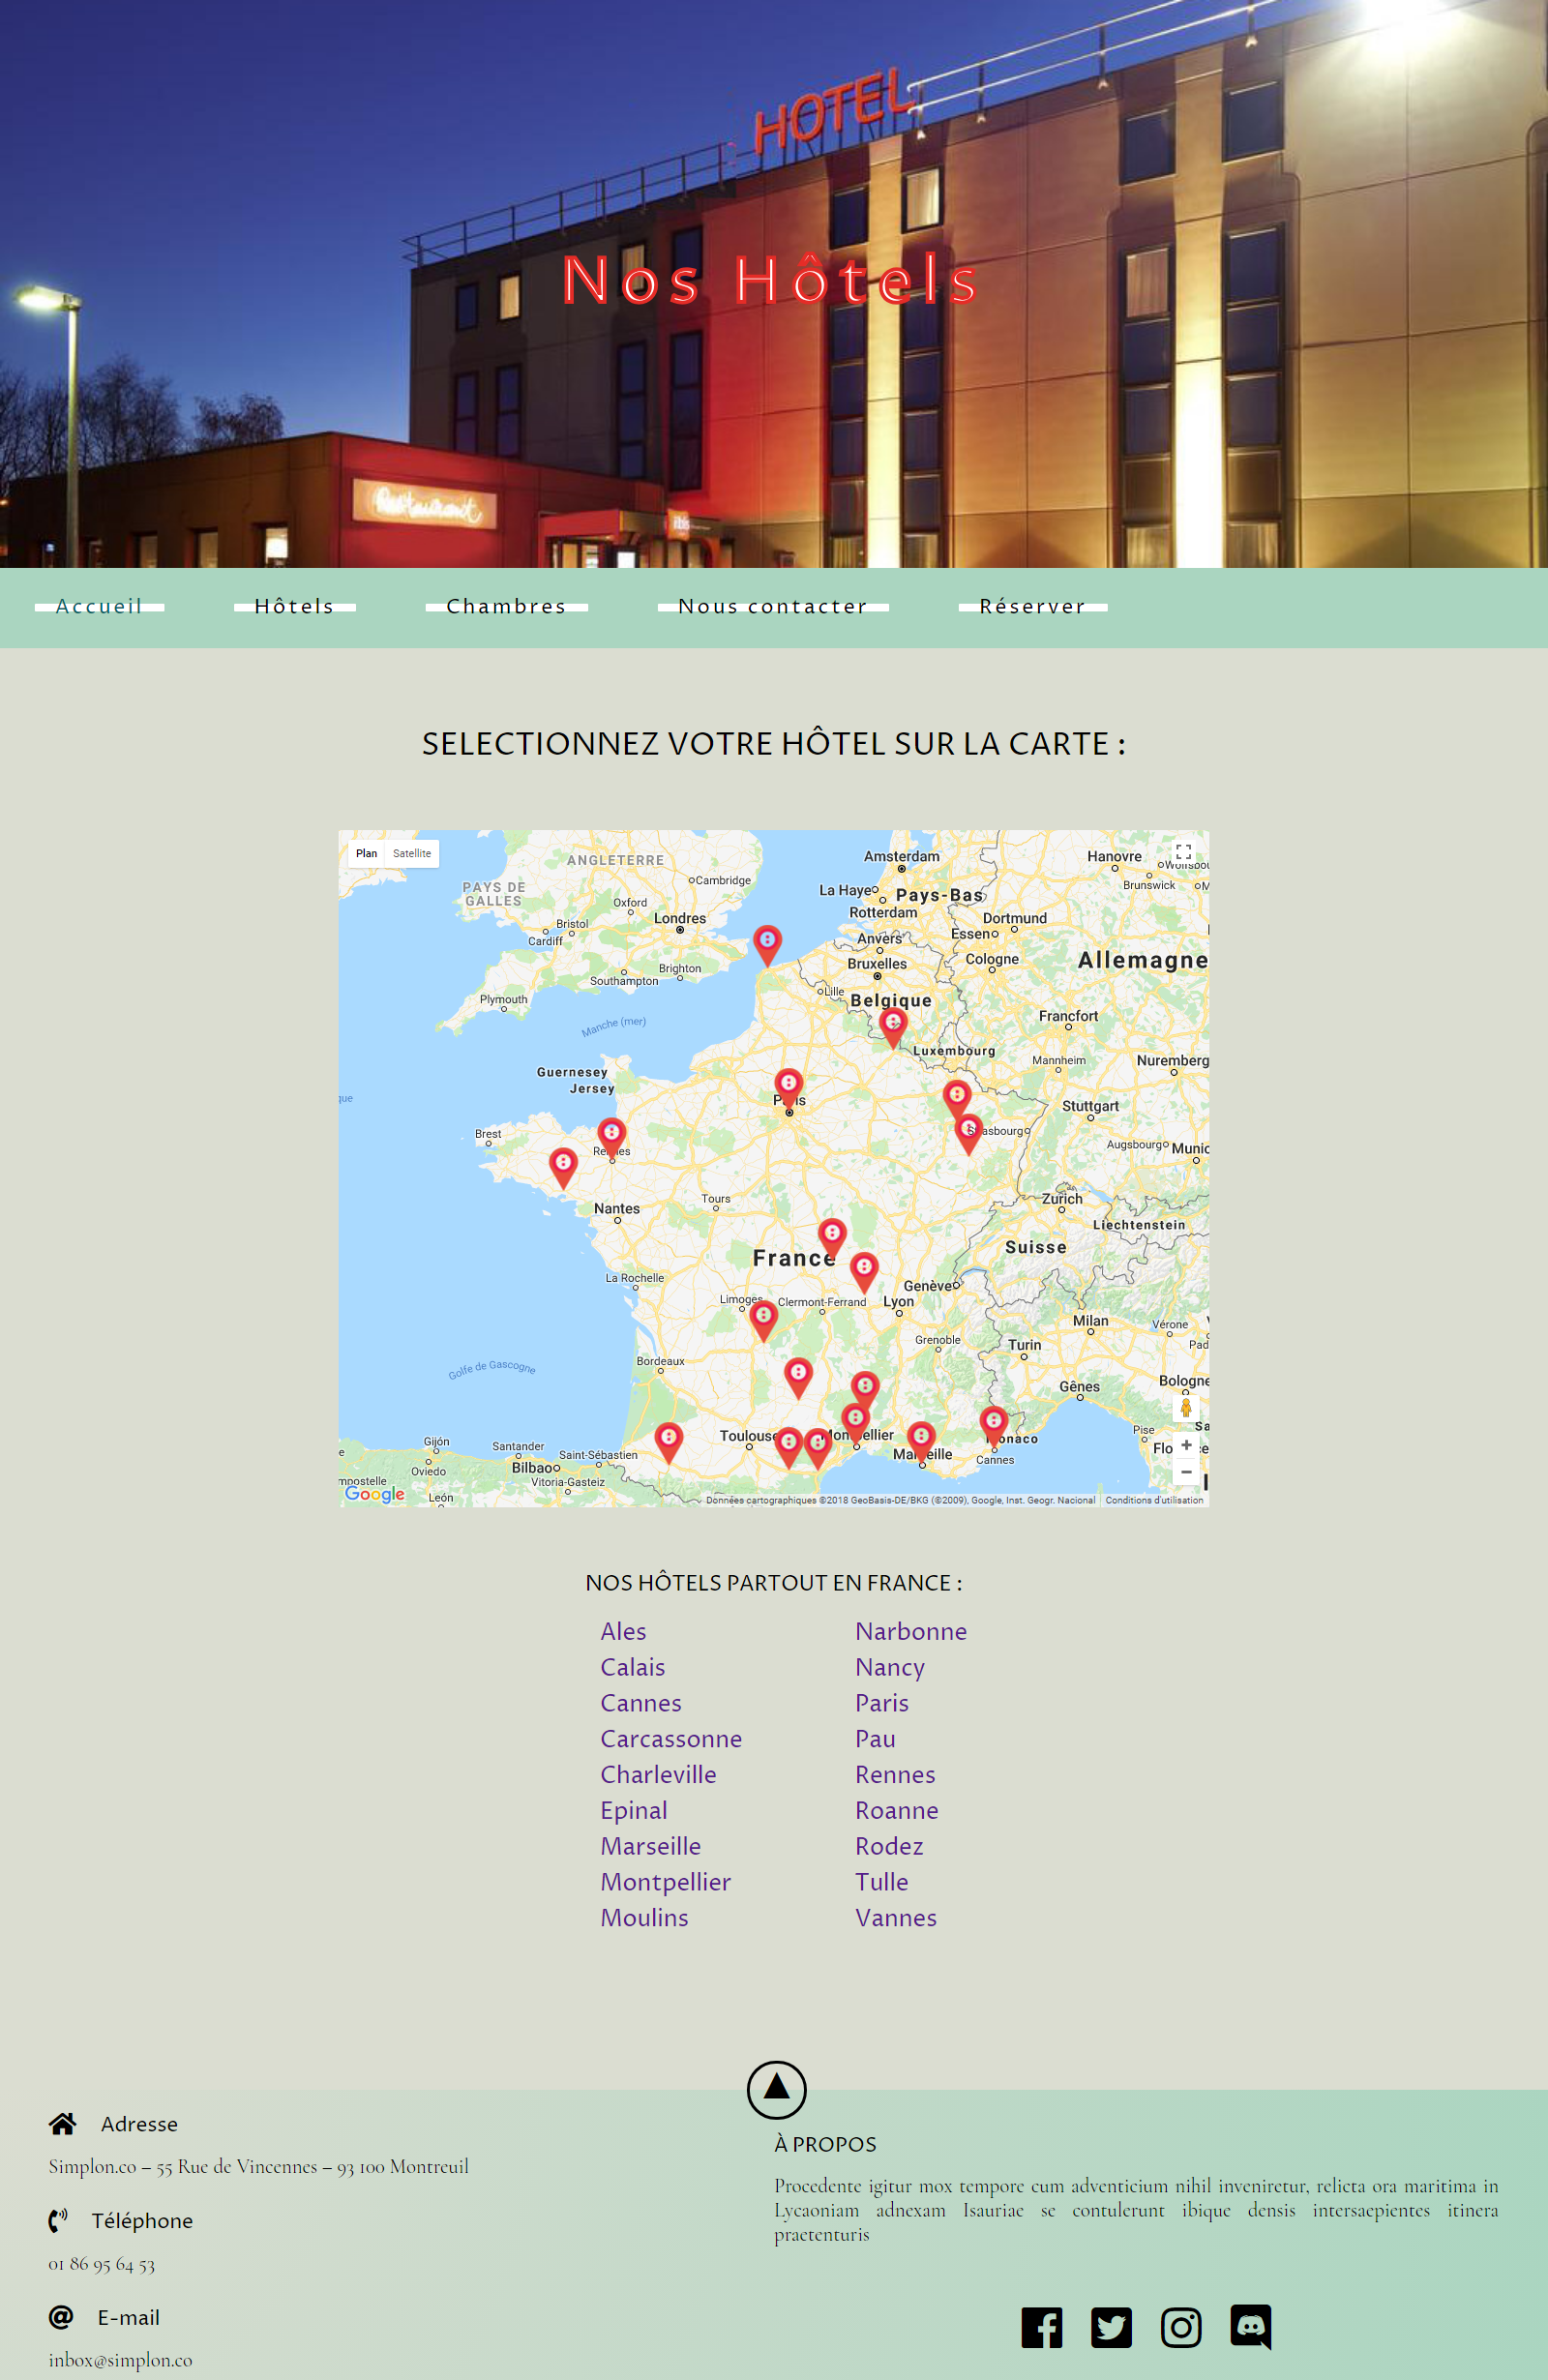 HOTEL
Nos Hôtels
Restaurant
ibis
Accueil Hôtels Chambres Nous contacter Réserver
SELECTIONNEZ VOTRE HÔTEL SUR LA CARTE :
Plan Satellite
ANGLETERRE
Amsterdam
Hanovre
Cambridge
PAYS DE
GALLES
La Haye
Pays-Bas
Brunswick
Oxford
Rotterdam
Bristol
Londres
Dortmund
Cardiff
Anvers
Essen
Bruxelles
Cologne
Allemagne
Brighton
Southampton
Plymouth
Lille
Belgique
Manche (mer)
Francfort
Luxembourg
Mannheim
Nuremberg
Guernesey
Jersey
que
Stuttgart
Brest
Augsbourg
Munic
Tours
Zurich
Nantes
Liechtenstein
Suisse
France
La Rochelle
Genève
Limoges
Clermont-Ferrand
Lyon
Milan
Vérone
Grenoble
Turin
Pad
Bordeaux
Golfe de Gascogne
Gênes
Bologne
Gijón
Santander
Saint-Sébastien
Toulouse
Pise
Oviedo
Bilbao
Cannes
mpostelle
Vitoria-Gasteiz
León
Google
Données cartographiques ©2018 GeoBasis-DE/BKG (©2009), Google, Inst. Geogr. Nacional Conditions d'utilisation
NOS HÔTELS PARTOUT EN FRANCE :
Ales
Calais
Cannes
Carcassonne
Charleville
Epinal
Marseille
Montpellier
Moulins
Narbonne
Nancy
Paris
Pau
Rennes
Roanne
Rodez
Tulle
Vannes
Adresse
Simplon.co – 55 Rue de Vincennes – 93 100 Montreuil
Téléphone
01 86 95 64 53
E-mail
inbox@simplon.co
À PROPOS
Procedente igitur mox tempore cum adventicium nihil inveniretur, relicta ora maritima in
Lycaoniam adnexam Isauriae se contulerunt ibique densis intersaepientes itinera
praetenturis